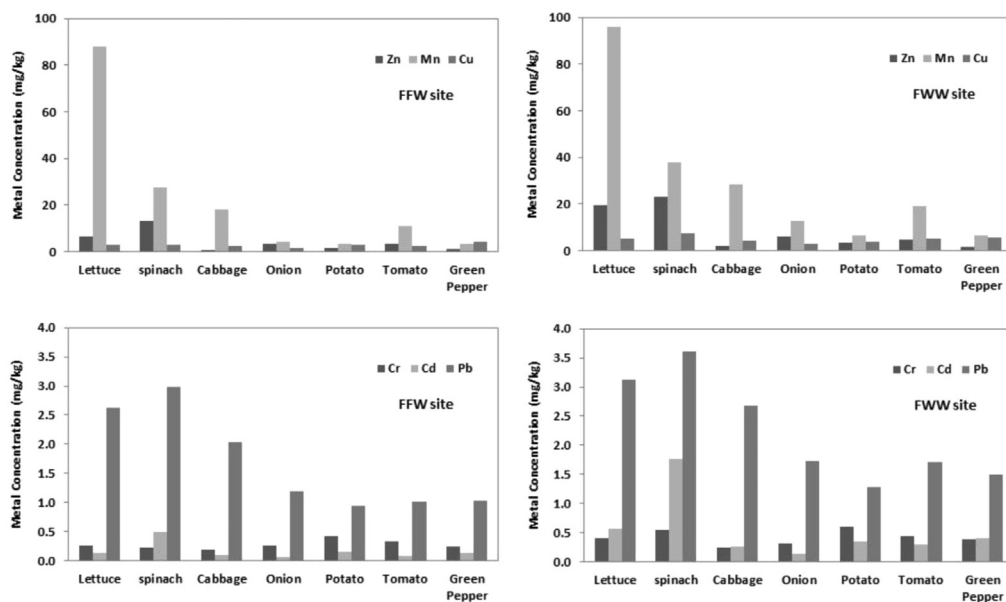 Metal Concentration (mg/kg)
100
80
60
40
20
0
Zn Mn Cu
FFW site
Lettuce spinach Cabbage Onion Potato Tomato Green
Pepper
Metal Concentration (mg/kg)
100
80
60
40
20
0
Zn Mn Cu
FWW site
Lettuce spinach Cabbage Onion Potato Tomato Green
Pepper
Metal Concentration (mg/kg)
4.0
3.5
3.0
2.5
2.0
1.5
1.0
0.5
0.0
Cr Cd Pb
FFW site
Lettuce spinach Cabbage Onion Potato Tomato Green
Pepper
Metal Concentration (mg/kg)
4.0
3.5
3.0
2.5
2.0
1.5
1.0
0.5
0.0
Cr Cd Pb
FWW site
Lettuce spinach Cabbage Onion Potato Tomato Green
Pepper